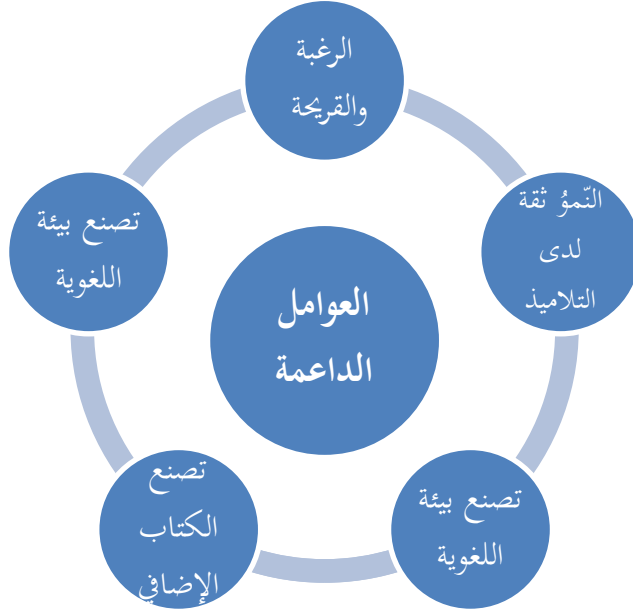 الرغبة
والقريحة
النّموُ ثقة
لدى
التلاميذ
تصنع بيئة
اللغوية
تصنع
الكتاب
الإضافي
تصنع بيئة
اللغوية
العوامل
الداعمة